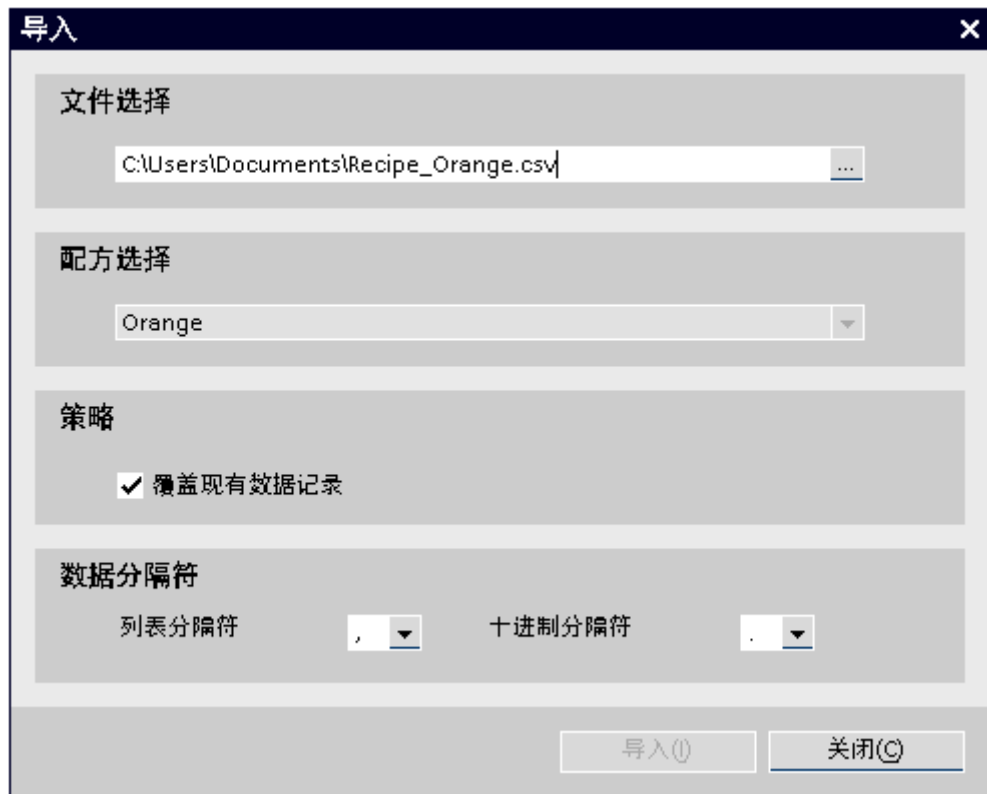 导入
文件选择
C:\Users\Documents\Recipe_Orange.csv
...
配方选择
Orange
策略
覆盖现有数据记录
数据分隔符
列表分隔符 , 十进制分隔符 .
导入(I) 关闭(C)